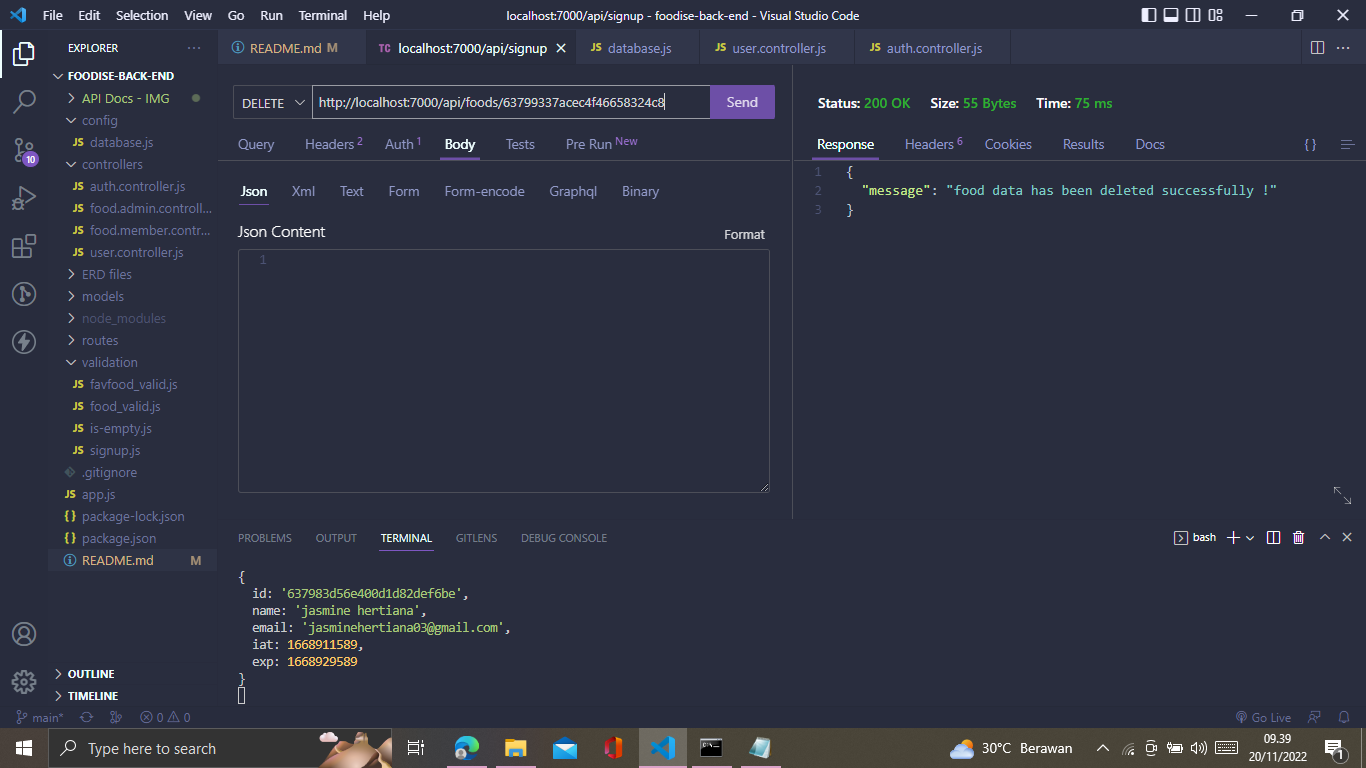 File Edit Selection View Go Run Terminal Help
localhost:7000/api/signup - foodise-back-end - Visual Studio Code
EXPLORER ···
README.md M
TC localhost:7000/api/signup
JS database.js
JS user.controller.js
JS auth.controller.js
FOODISE-BACK-END
API Docs - IMG
config
JS database.js
controllers
JS auth.controller.js
JS food.admin.controll...
JS food.member.contr...
JS user.controller.js
ERD files
models
node_modules
routes
validation
JS favfood_valid.js
JS food_valid.js
JS is-empty.js
JS signup.js
.gitignore
JS app.js
{} package-lock.json
{} package.json
README.md M
OUTLINE
TIMELINE
10
DELETE http://localhost:7000/api/foods/63799337acec4f46658324c8 Send
Query Headers 2 Auth 1 Body Tests Pre Run New
Json Xml Text Form Form-encode Graphql Binary
Json Content Format
1
Status: 200 OK Size: 55 Bytes Time: 75 ms
Response Headers 6 Cookies Results Docs { }
1 {
2 "message": "food data has been deleted successfully !"
3 }
PROBLEMS OUTPUT TERMINAL GITLENS DEBUG CONSOLE
bash
{
id: '637983d56e400d1d82def6be',
name: 'jasmine hertiana',
email: 'jasminehertiana03@gmail.com',
iat: 1668911589,
exp: 1668929589
}
main* 0 0 Go Live
Type here to search
30°C Berawan
09.39
20/11/2022
1